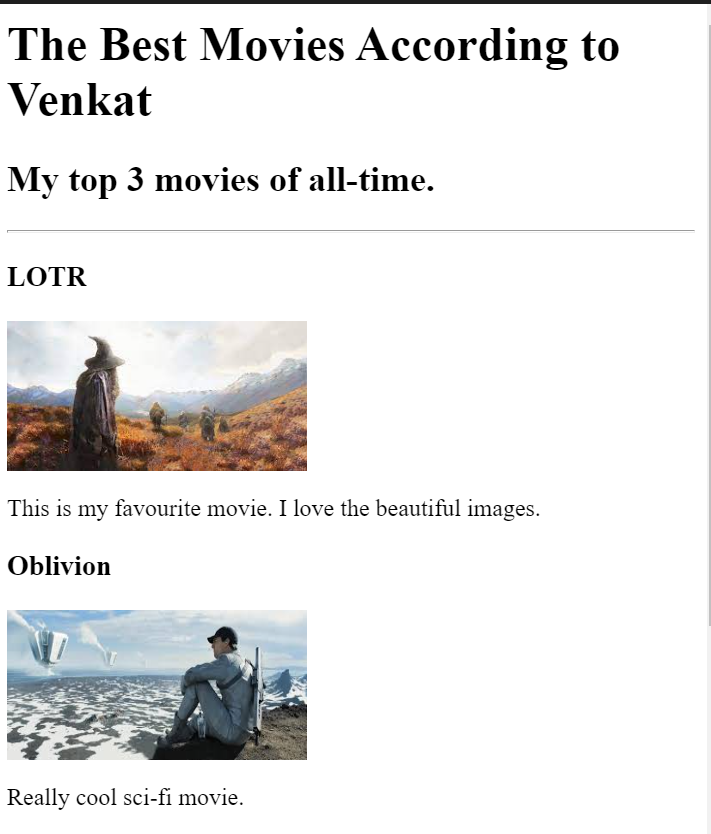 The Best Movies According to
Venkat
My top 3 movies of all-time.
LOTR
This is my favourite movie. I love the beautiful images.
Oblivion
Really cool sci-fi movie.